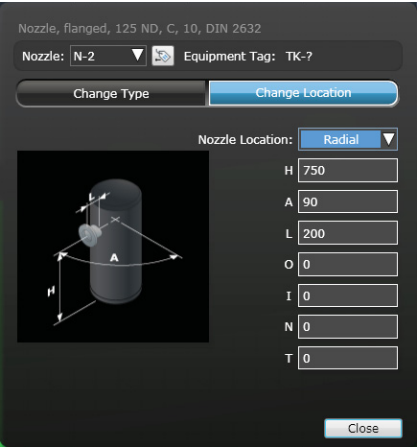 Nozzle, flanged, 125 ND, C, 10, DIN 2632
Nozzle: N-2 Equipment Tag: TK-?
Change Type Change Location
Nozzle Location: Radial
H 750
A 90
L 200
O 0
I 0
N 0
T 0
L
A
H
Close